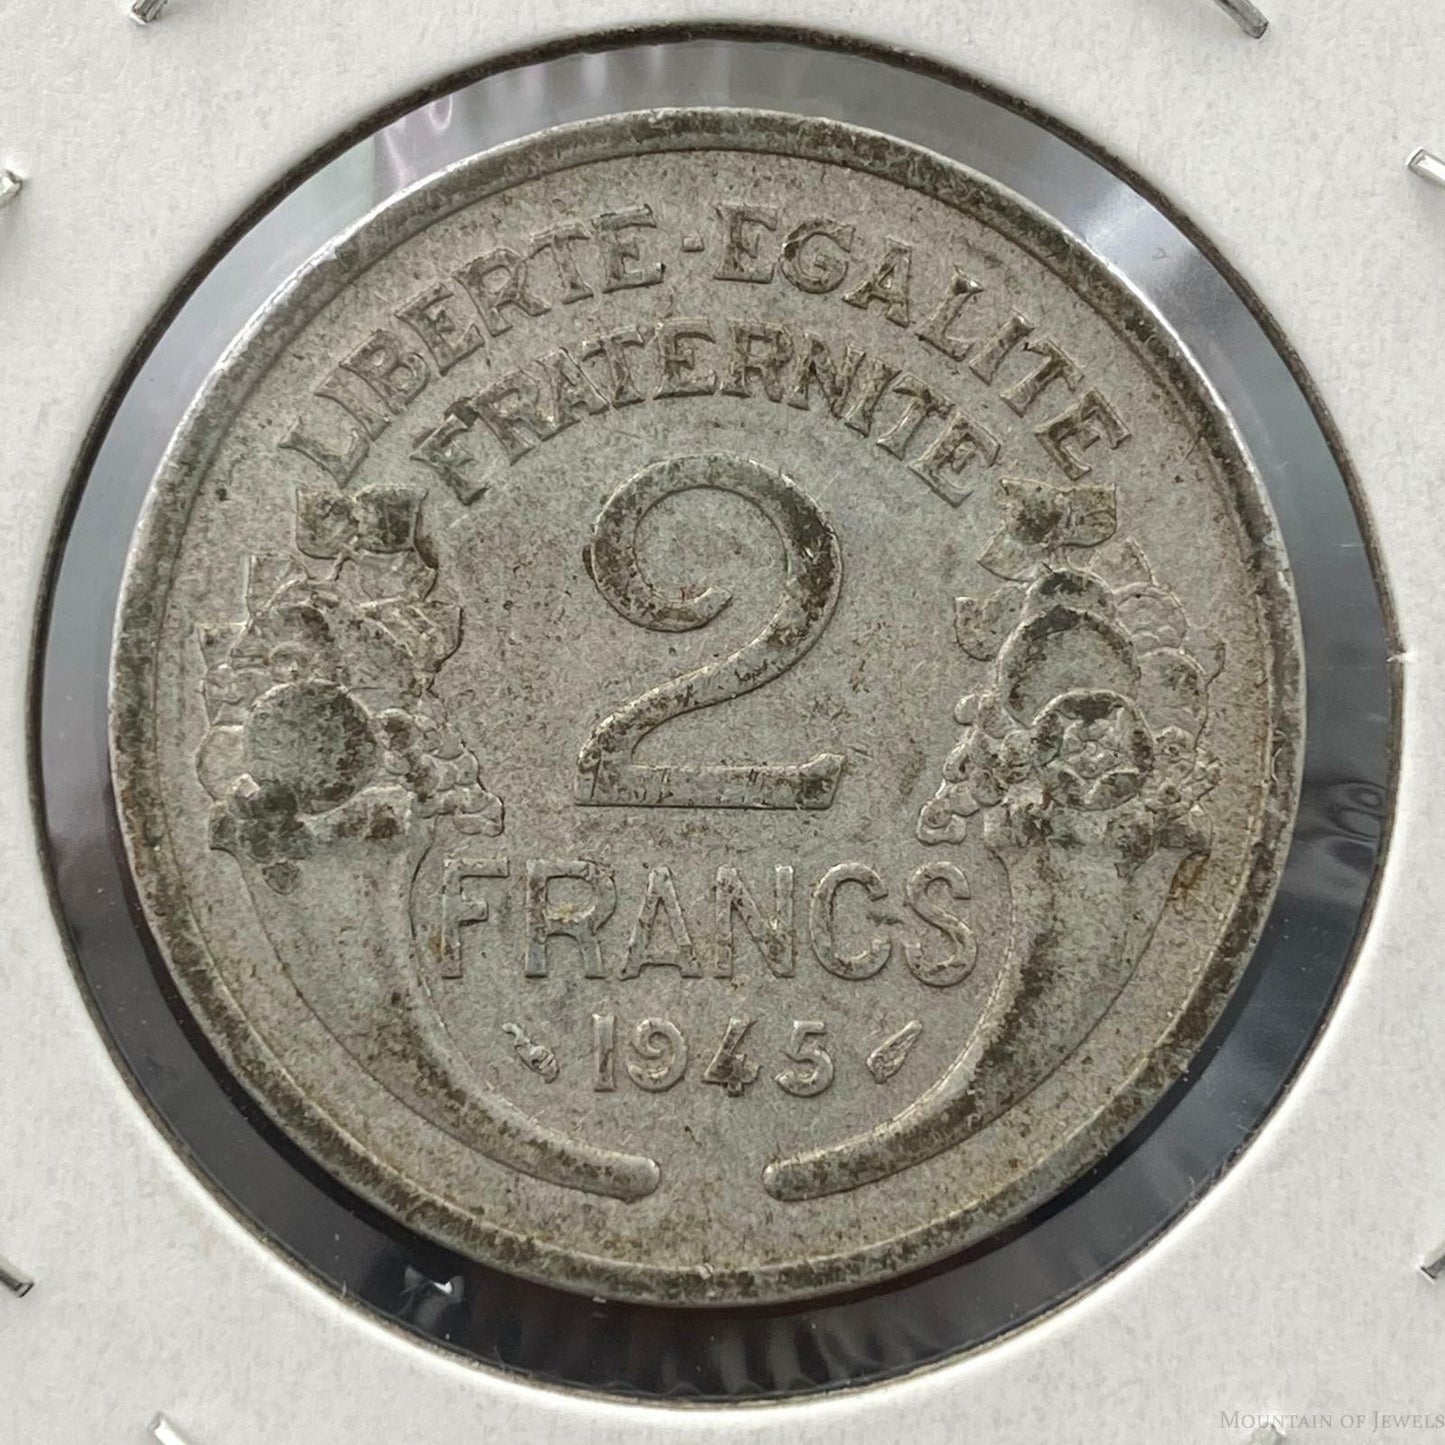 LIBERTE · EGALITE
FRATERNITE
2
FRANCS
1945
MOUNTAIN OF JEWELS